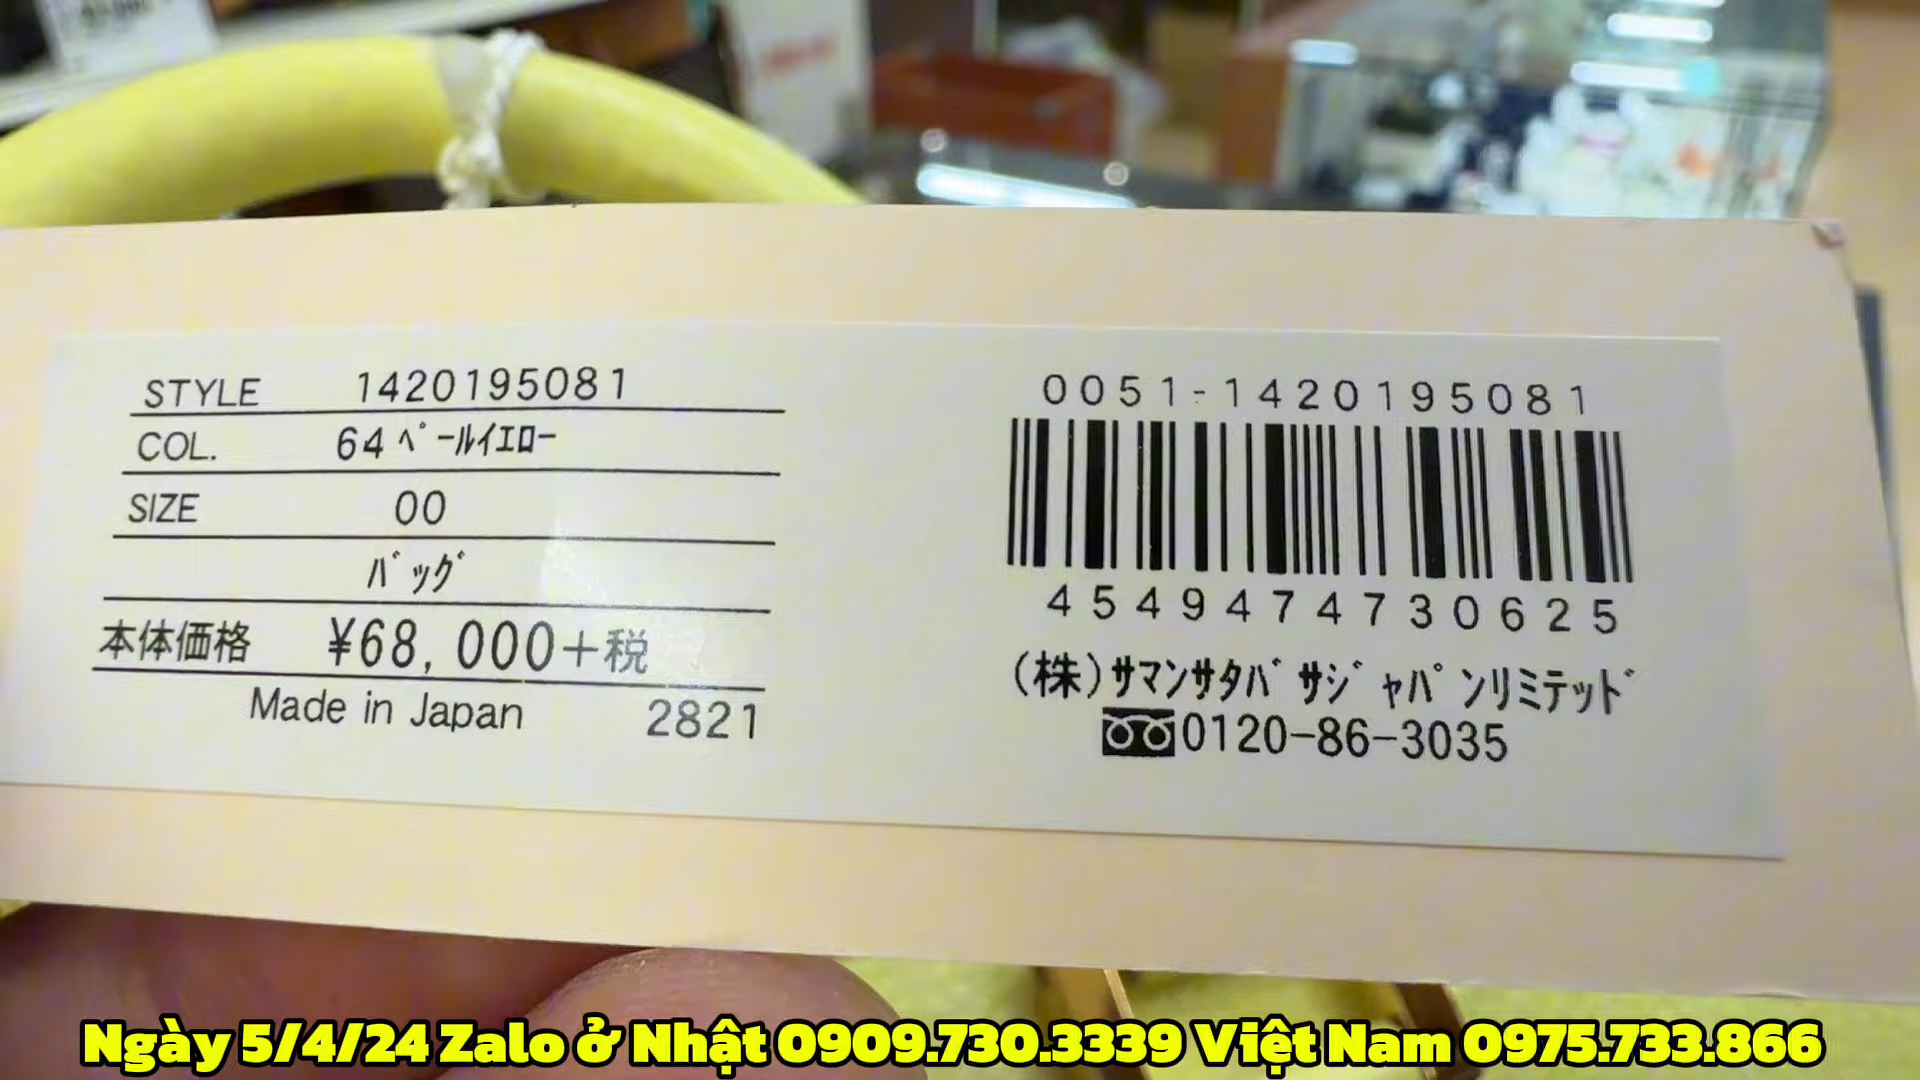 STYLE 1420195081
COL. 64 ﾍﾟｰﾙｲｴﾛｰ
SIZE 00
ﾊﾞｯｸﾞ
本体価格 ¥68,000+税
Made in Japan 2821
0051-1420195081
4549474730625
(株)ｻﾏﾝｻﾀﾊﾞｻｼﾞｬﾊﾟﾝﾘﾐﾃｯﾄﾞ
0120-86-3035
Ngày 5/4/24 Zalo ở Nhật 0909.730.3339 Việt Nam 0975.733.866